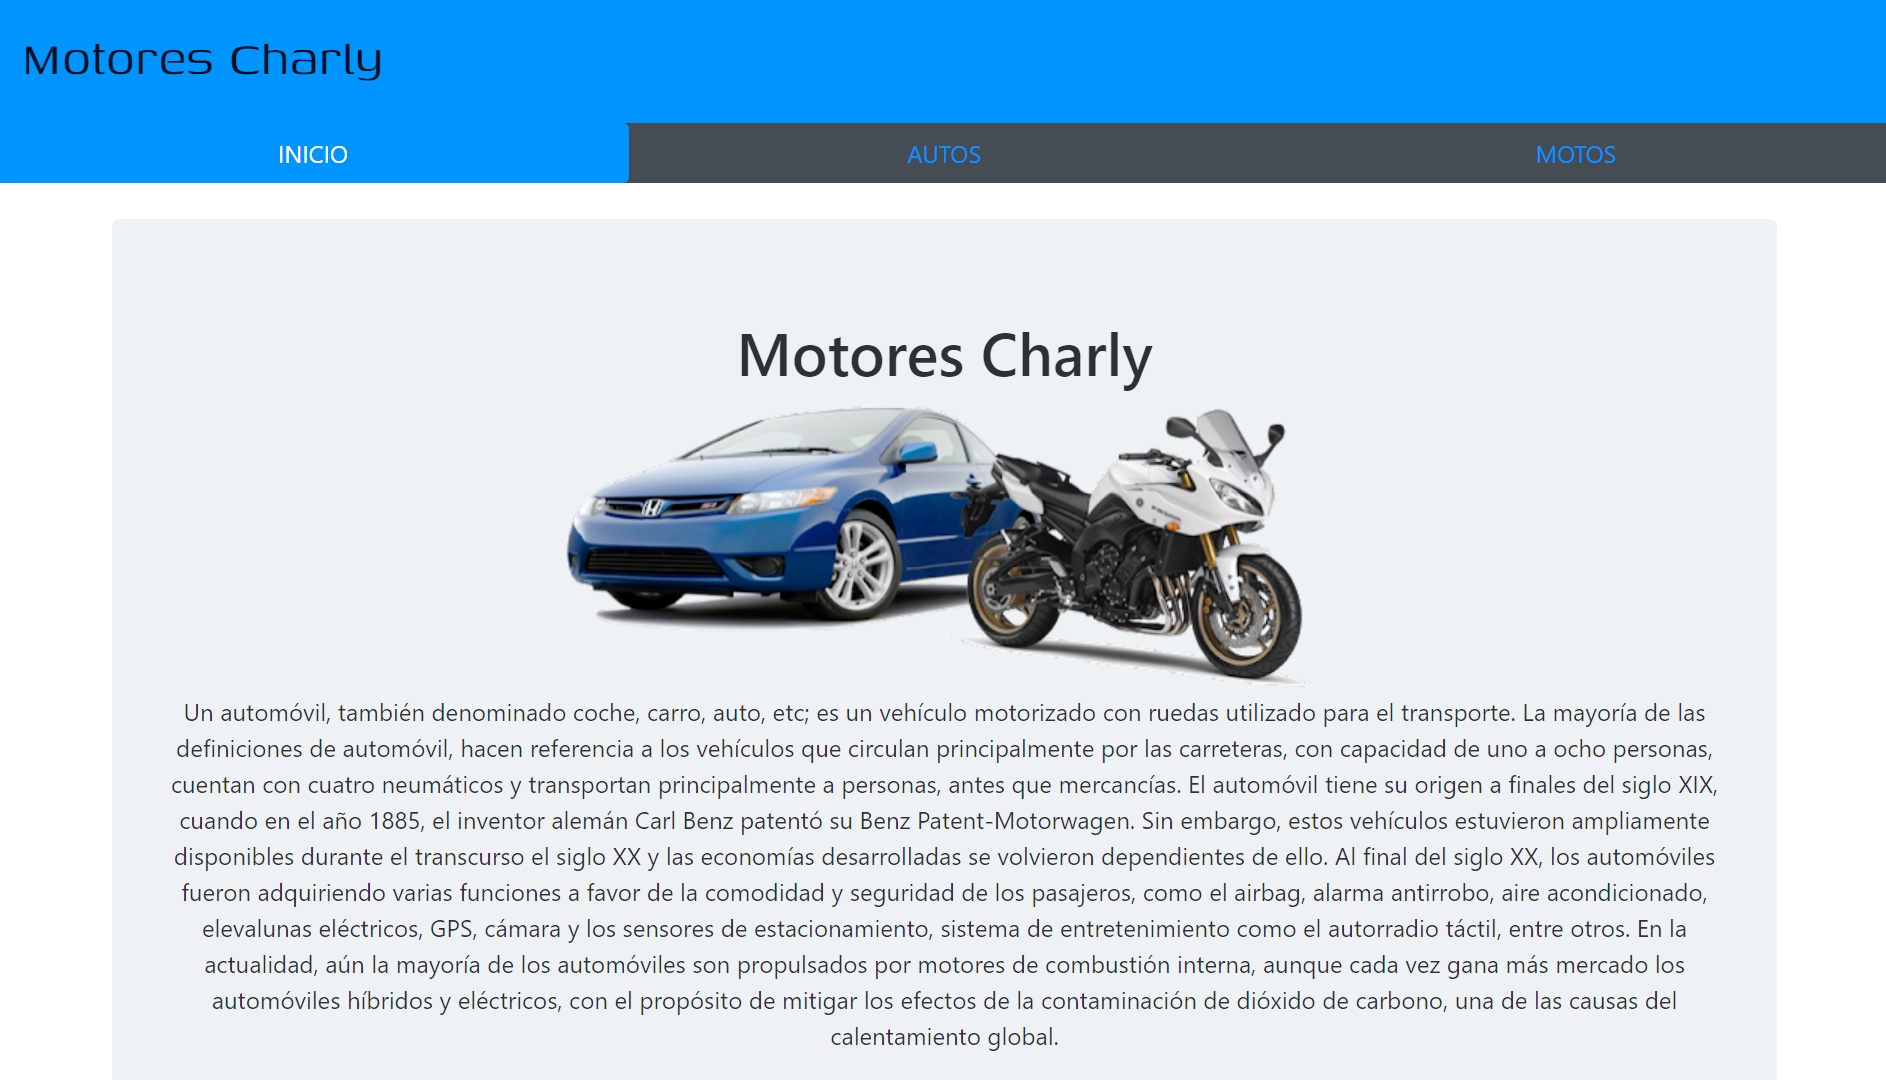 Motores Charly
INICIO
AUTOS
MOTOS
Motores Charly
Un automóvil, también denominado coche, carro, auto, etc; es un vehículo motorizado con ruedas utilizado para el transporte. La mayoría de las
definiciones de automóvil, hacen referencia a los vehículos que circulan principalmente por las carreteras, con capacidad de uno a ocho personas,
cuentan con cuatro neumáticos y transportan principalmente a personas, antes que mercancías. El automóvil tiene su origen a finales del siglo XIX,
cuando en el año 1885, el inventor alemán Carl Benz patentó su Benz Patent-Motorwagen. Sin embargo, estos vehículos estuvieron ampliamente
disponibles durante el transcurso el siglo XX y las economías desarrolladas se volvieron dependientes de ello. Al final del siglo XX, los automóviles
fueron adquiriendo varias funciones a favor de la comodidad y seguridad de los pasajeros, como el airbag, alarma antirrobo, aire acondicionado,
elevalunas eléctricos, GPS, cámara y los sensores de estacionamiento, sistema de entretenimiento como el autorradio táctil, entre otros. En la
actualidad, aún la mayoría de los automóviles son propulsados por motores de combustión interna, aunque cada vez gana más mercado los
automóviles híbridos y eléctricos, con el propósito de mitigar los efectos de la contaminación de dióxido de carbono, una de las causas del
calentamiento global.